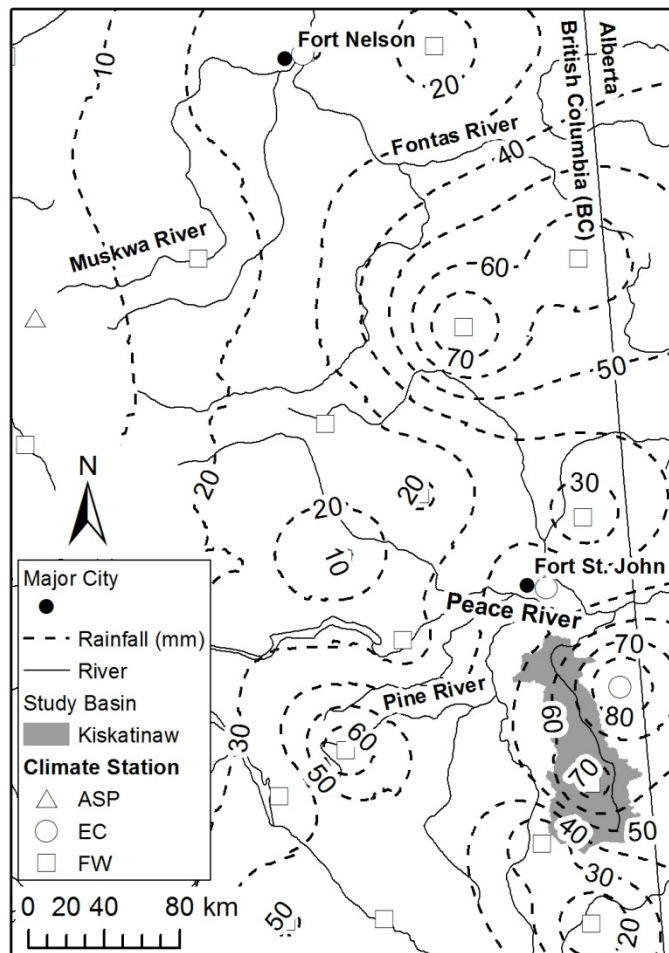 Fort Nelson
Alberta
British Columbia (BC)
10
20
Fontas River
40
Muskwa River
60
70
50
20
20
30
20
10
Fort St. John
Peace River
70
Pine River
80
60
30
60
50
70
50
40
30
20
50
N
Major City
Rainfall (mm)
River
Study Basin
Kiskatinaw
Climate Station
ASP
EC
FW
0 20 40 80 km